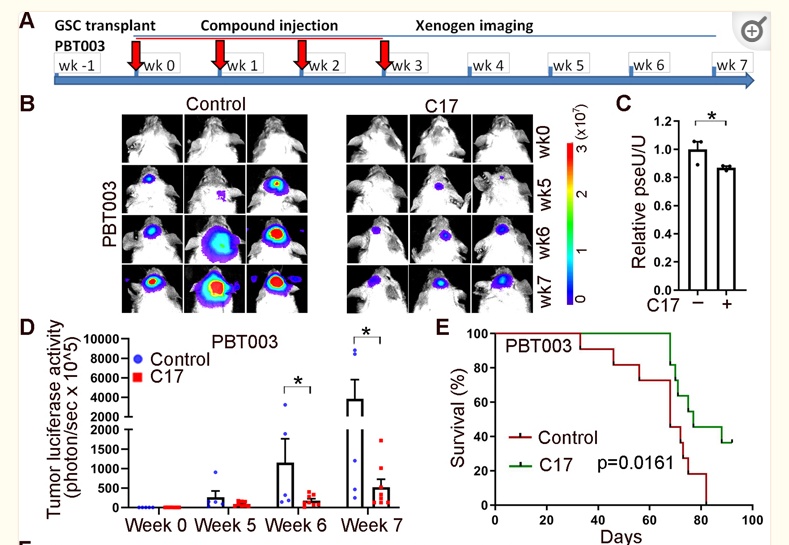 A
GSC transplant
Compound injection
Xenogen imaging
PBT003
wk -1
wk 0
wk 1
wk 2
wk 3
wk 4
wk 5
wk 6
wk 7
B
Control
C17
PBT003
wk0
wk5
wk6
wk7
3 (x10⁷)
2
1
0
C
*
Relative pseU/U
1.2
1.0
0.8
0.6
0.4
0.2
0.0
C17 − +
D
PBT003
Tumor luciferase activity
(photon/sec x 10^5)
Control
C17
10000
8000
6000
4000
2000
2000
1500
1000
500
0
*
*
Week 0 Week 5 Week 6 Week 7
E
PBT003
Survival (%)
100
80
60
40
20
0
Control
C17
p=0.0161
0 20 40 60 80 100
Days